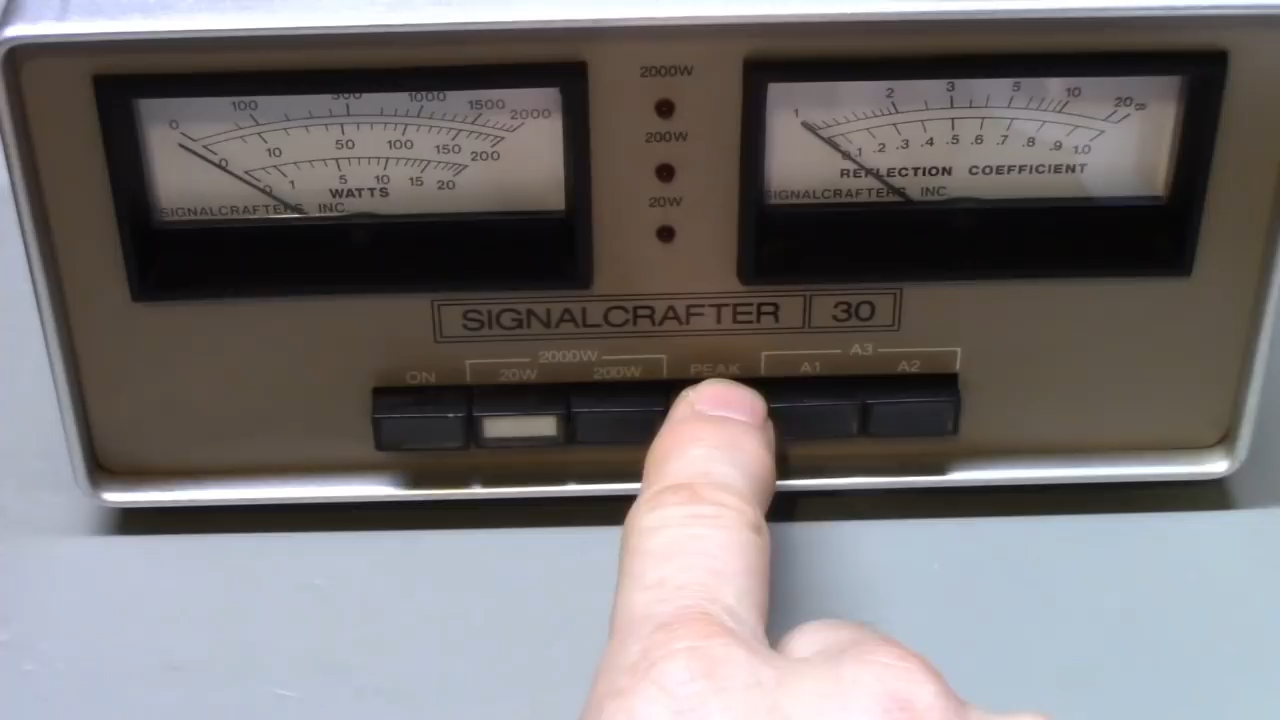 0 100 500 1000 1500 2000
0 10 50 100 150 200
0 1 5 10 15 20
WATTS
SIGNALCRAFTERS INC.
2000W
200W
20W
1 2 3 5 10 20 ∞
.1 .2 .3 .4 .5 .6 .7 .8 .9 1.0
REFLECTION COEFFICIENT
SIGNALCRAFTERS INC.
SIGNALCRAFTER 30
2000W A3
ON 20W 200W PEAK A1 A2